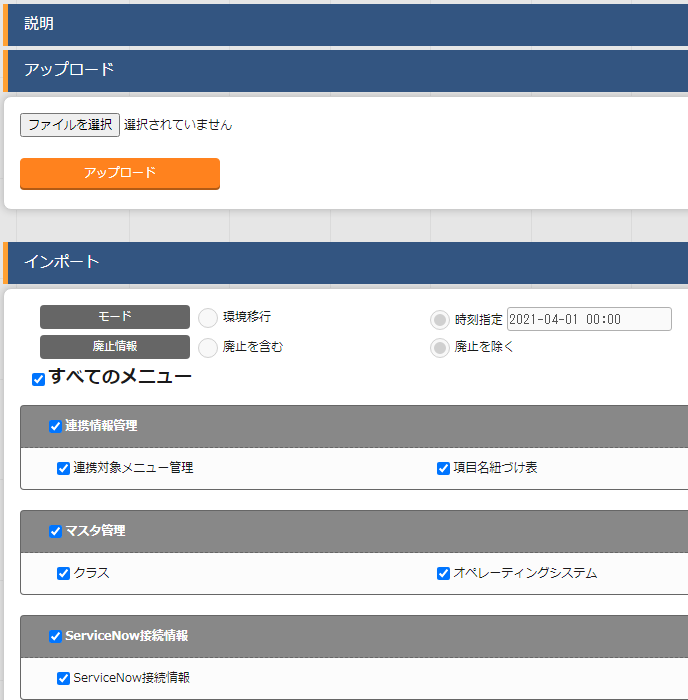 説明
アップロード
ファイルを選択 選択されていません
アップロード
インポート
モード 環境移行 時刻指定 2021-04-01 00:00
廃止情報 廃止を含む 廃止を除く
すべてのメニュー
連携情報管理
連携対象メニュー管理 項目名紐づけ表
マスタ管理
クラス オペレーティングシステム
ServiceNow接続情報
ServiceNow接続情報